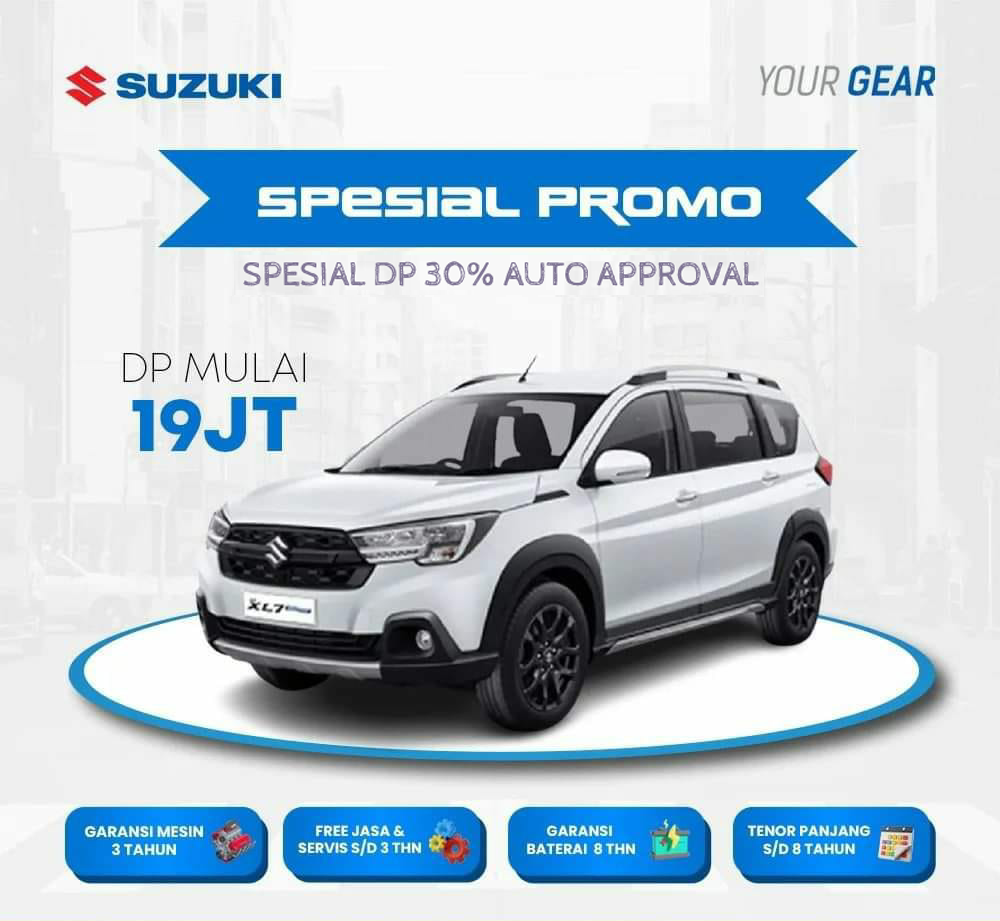 SUZUKI
YOUR GEAR
SPESIAL PROMO
SPESIAL DP 30% AUTO APPROVAL
DP MULAI
19JT
XL7
GARANSI MESIN
3 TAHUN
FREE JASA &
SERVIS S/D 3 THN
GARANSI
BATERAI 8 THN
TENOR PANJANG
S/D 8 TAHUN